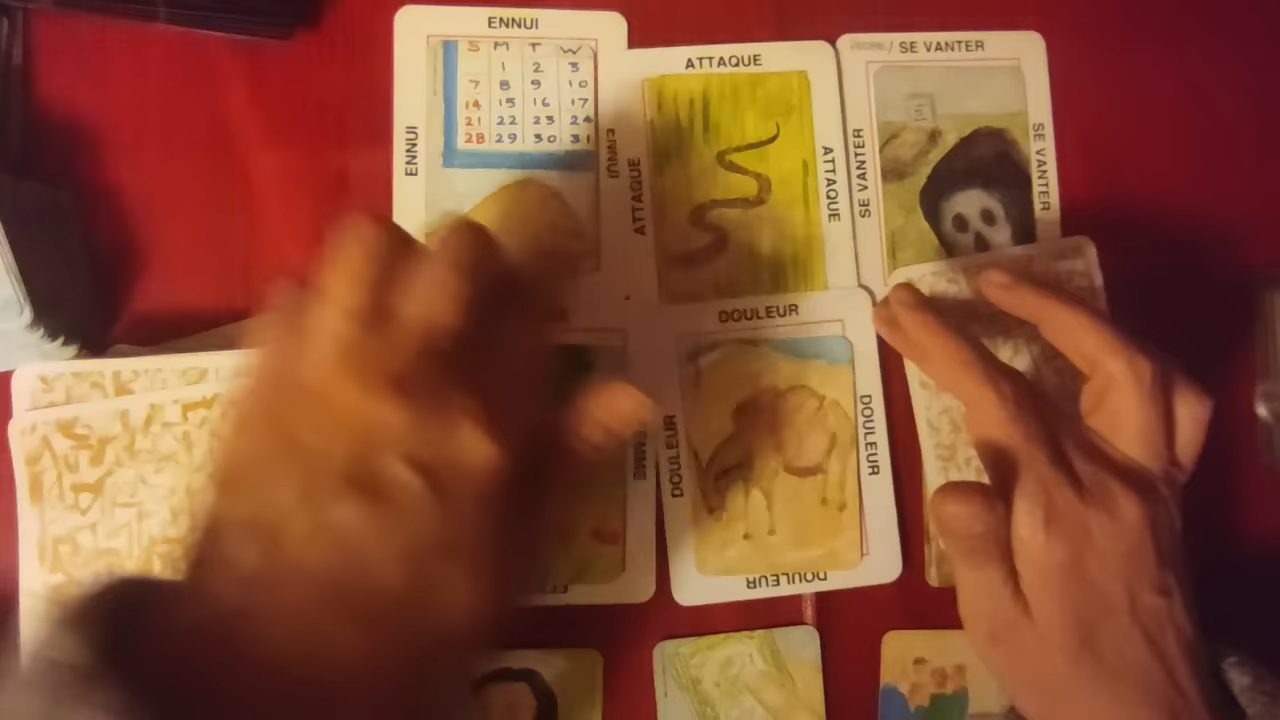 ENNUI
ENNUI
ENNUI
S M T W
1 2 3
7 8 9 10
14 15 16 17
21 22 23 24
28 29 30 31
ATTAQUE
ATTAQUE
ATTAQUE
/ SE VANTER
SE VANTER
SE VANTER
DOULEUR
DOULEUR
DOULEUR
DOULEUR